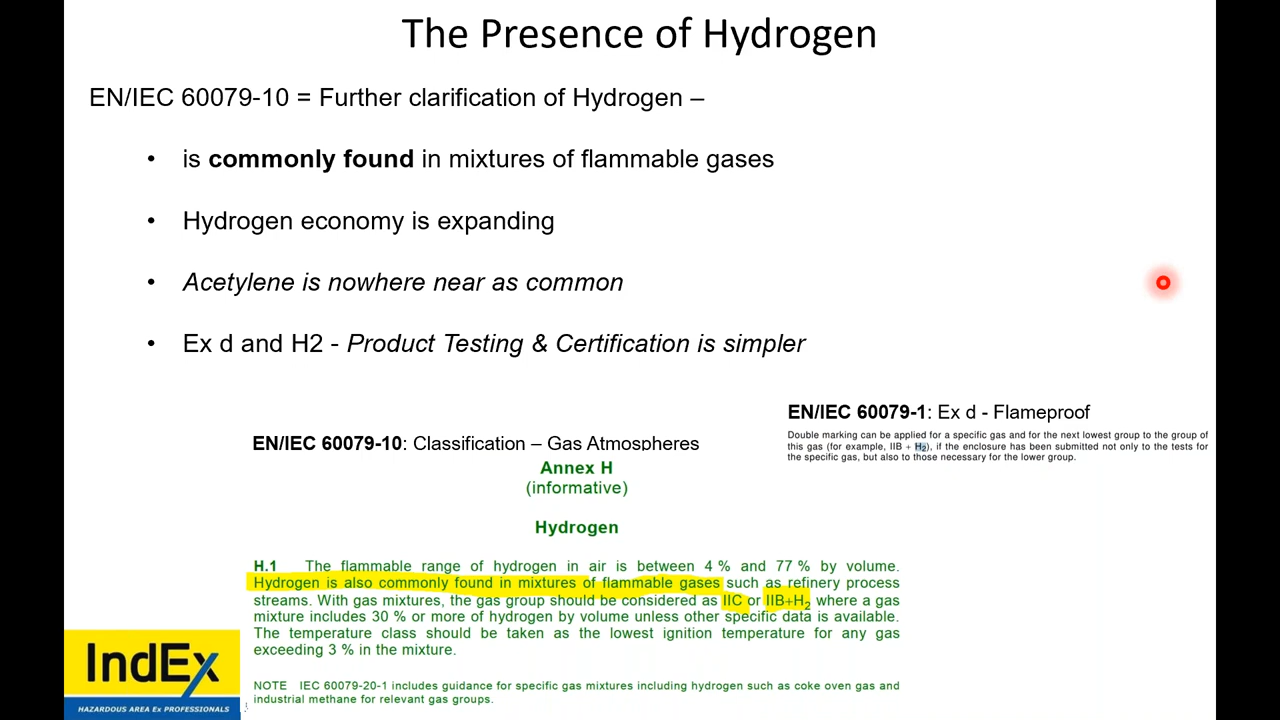 The Presence of Hydrogen
EN/IEC 60079-10 = Further clarification of Hydrogen –
• is commonly found in mixtures of flammable gases
• Hydrogen economy is expanding
• Acetylene is nowhere near as common
• Ex d and H2 - Product Testing & Certification is simpler
EN/IEC 60079-1: Ex d - Flameproof
Double marking can be applied for a specific gas and for the next lowest group to the group of
this gas (for example, IIB + H2), if the enclosure has been submitted not only to the tests for
the specific gas, but also to those necessary for the lower group.
EN/IEC 60079-10: Classification – Gas Atmospheres
Annex H
(informative)
Hydrogen
H.1 The flammable range of hydrogen in air is between 4 % and 77 % by volume.
Hydrogen is also commonly found in mixtures of flammable gases such as refinery process
streams. With gas mixtures, the gas group should be considered as IIC or IIB+H2 where a gas
mixture includes 30 % or more of hydrogen by volume unless other specific data is available.
The temperature class should be taken as the lowest ignition temperature for any gas
exceeding 3 % in the mixture.
NOTE IEC 60079-20-1 includes guidance for specific gas mixtures including hydrogen such as coke oven gas and
industrial methane for relevant gas groups.
IndEx
HAZARDOUS AREA Ex PROFESSIONALS